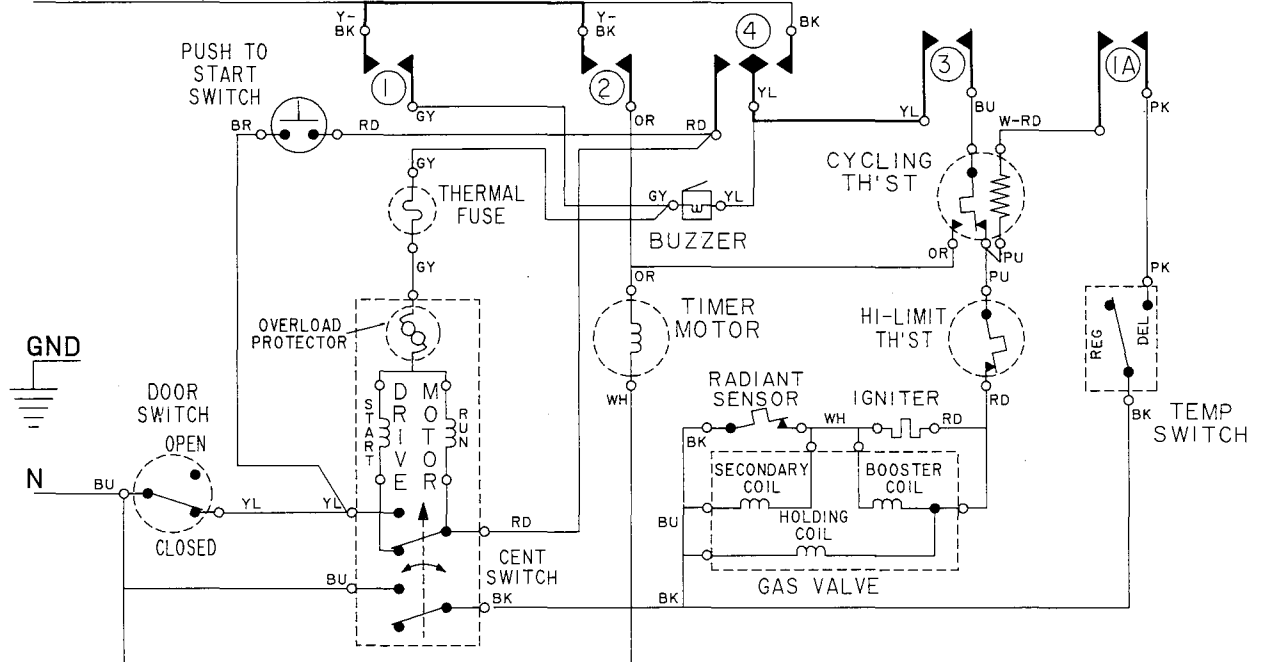 Y-
BK
Y-
BK
4
BK
PUSH TO
START
SWITCH
1
2
3
1A
YL
GY
OR
BU
PK
BR
RD
RD
YL
W-RD
CYCLING
TH'ST
GY
THERMAL
FUSE
GY
YL
BUZZER
OR
PU
GY
OR
PU
PK
OVERLOAD
PROTECTOR
TIMER
MOTOR
HI-LIMIT
TH'ST
REG
DEL
GND
DOOR
SWITCH
OPEN
START
DRIVE
MOTOR
RUN
WH
RADIANT
SENSOR
IGNITER
RD
BK
TEMP
SWITCH
BK
WH
RD
SECONDARY
COIL
BOOSTER
COIL
N
BU
YL
YL
RD
BU
HOLDING
COIL
CLOSED
CENT
SWITCH
GAS VALVE
BU
BK
BK